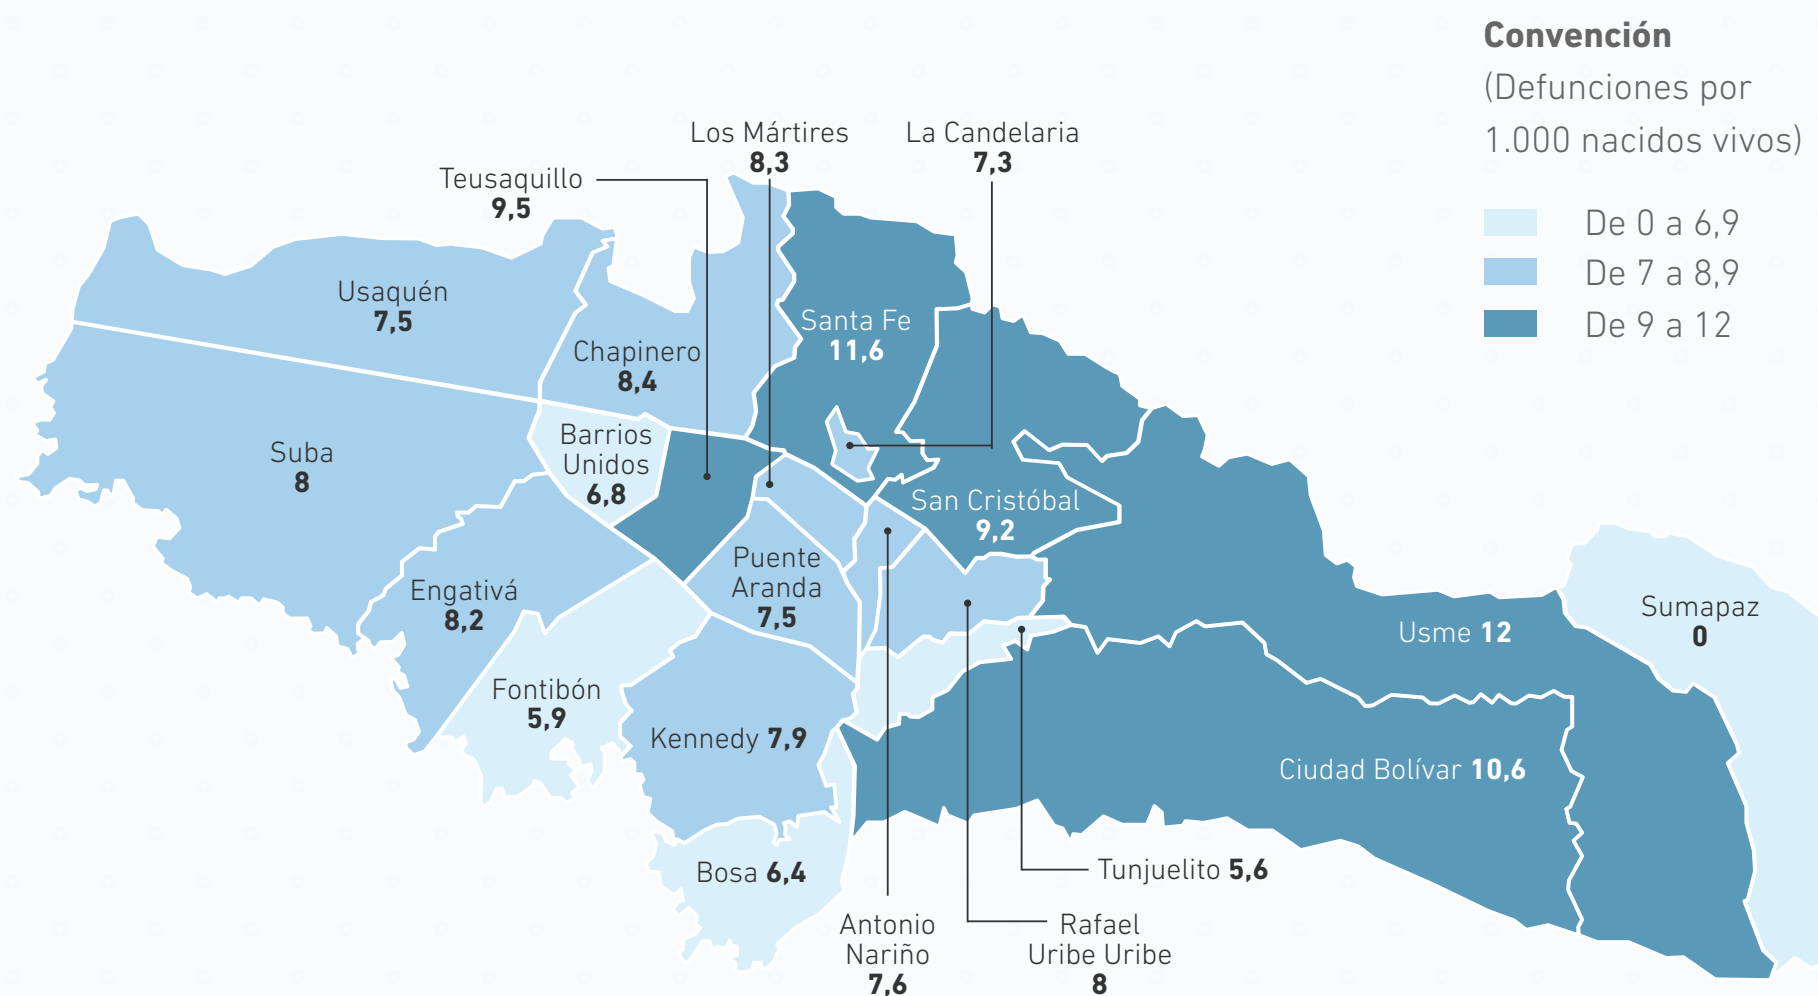 Convención
(Defunciones por
1.000 nacidos vivos)
De 0 a 6,9
De 7 a 8,9
De 9 a 12
Los Mártires
8,3
La Candelaria
7,3
Teusaquillo
9,5
Usaquén
7,5
Chapinero
8,4
Santa Fe
11,6
Suba
8
Barrios
Unidos
6,8
San Cristóbal
9,2
Engativá
8,2
Puente
Aranda
7,5
Sumapaz
0
Usme 12
Fontibón
5,9
Kennedy 7,9
Ciudad Bolívar 10,6
Bosa 6,4
Tunjuelito 5,6
Antonio
Nariño
7,6
Rafael
Uribe Uribe
8